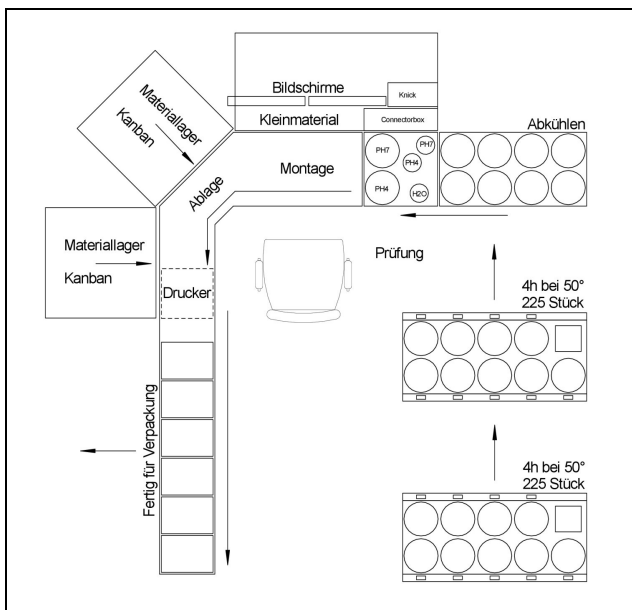 Bildschirme
Knick
Kleinmaterial
Connectorbox
Materiallager
Kanban
Abkühlen
PH7
PH7
PH4
PH4
H2O
Montage
Ablage
Materiallager
Kanban
Prüfung
Drucker
4h bei 50°
225 Stück
Fertig für Verpackung
4h bei 50°
225 Stück